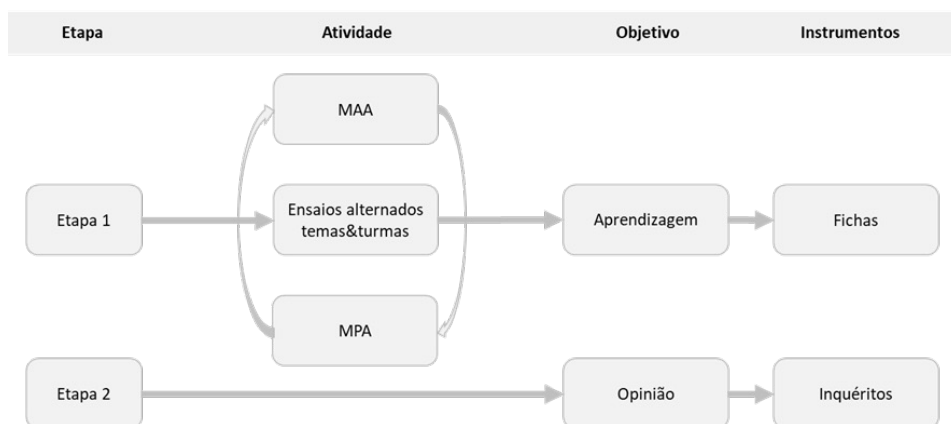 Etapa Atividade Objetivo Instrumentos
MAA
Etapa 1
Ensaios alternados
temas&turmas
Aprendizagem
Fichas
MPA
Etapa 2
Opinião
Inquéritos